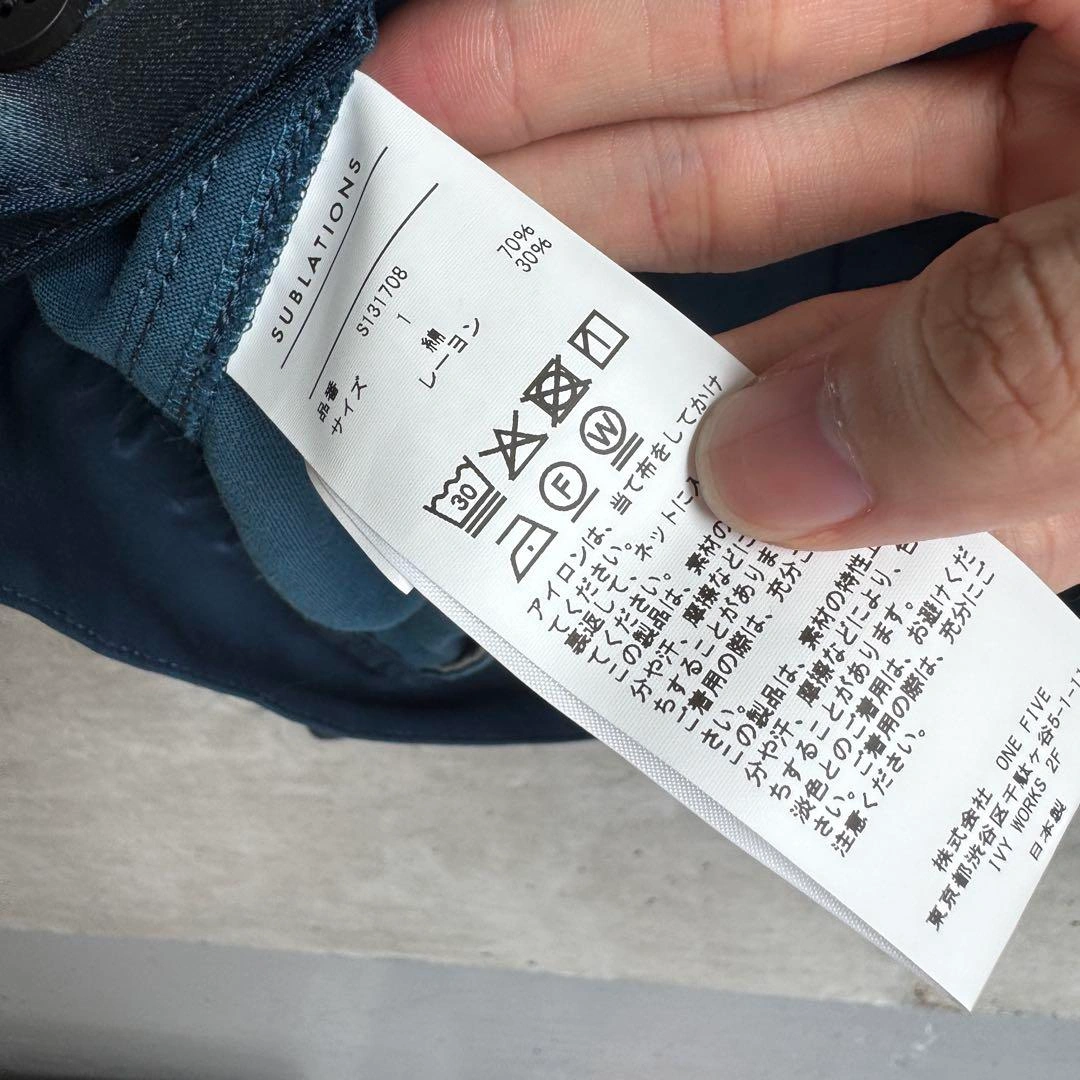 SUBLATIONS
品番 S131708
サイズ 1
70%
レーヨン 30%
30
F
W
アイロンは、当て布をしてかけ
てください。
裏返して、ネットに入
てください。
この製品は、素材の
分や汗、摩擦などに
ちすることがありま
ご着用の際は、充分
この製品は、素材の特性上
分や汗、摩擦などにより、
ちすることがあります。
淡色とのご着用は、お避けくだ
さい。ご着用の際は、充分に
注意ください。
株式会社 ONE FIVE
東京都渋谷区千駄ヶ谷5-1-1
IVY WORKS 2F
日本製